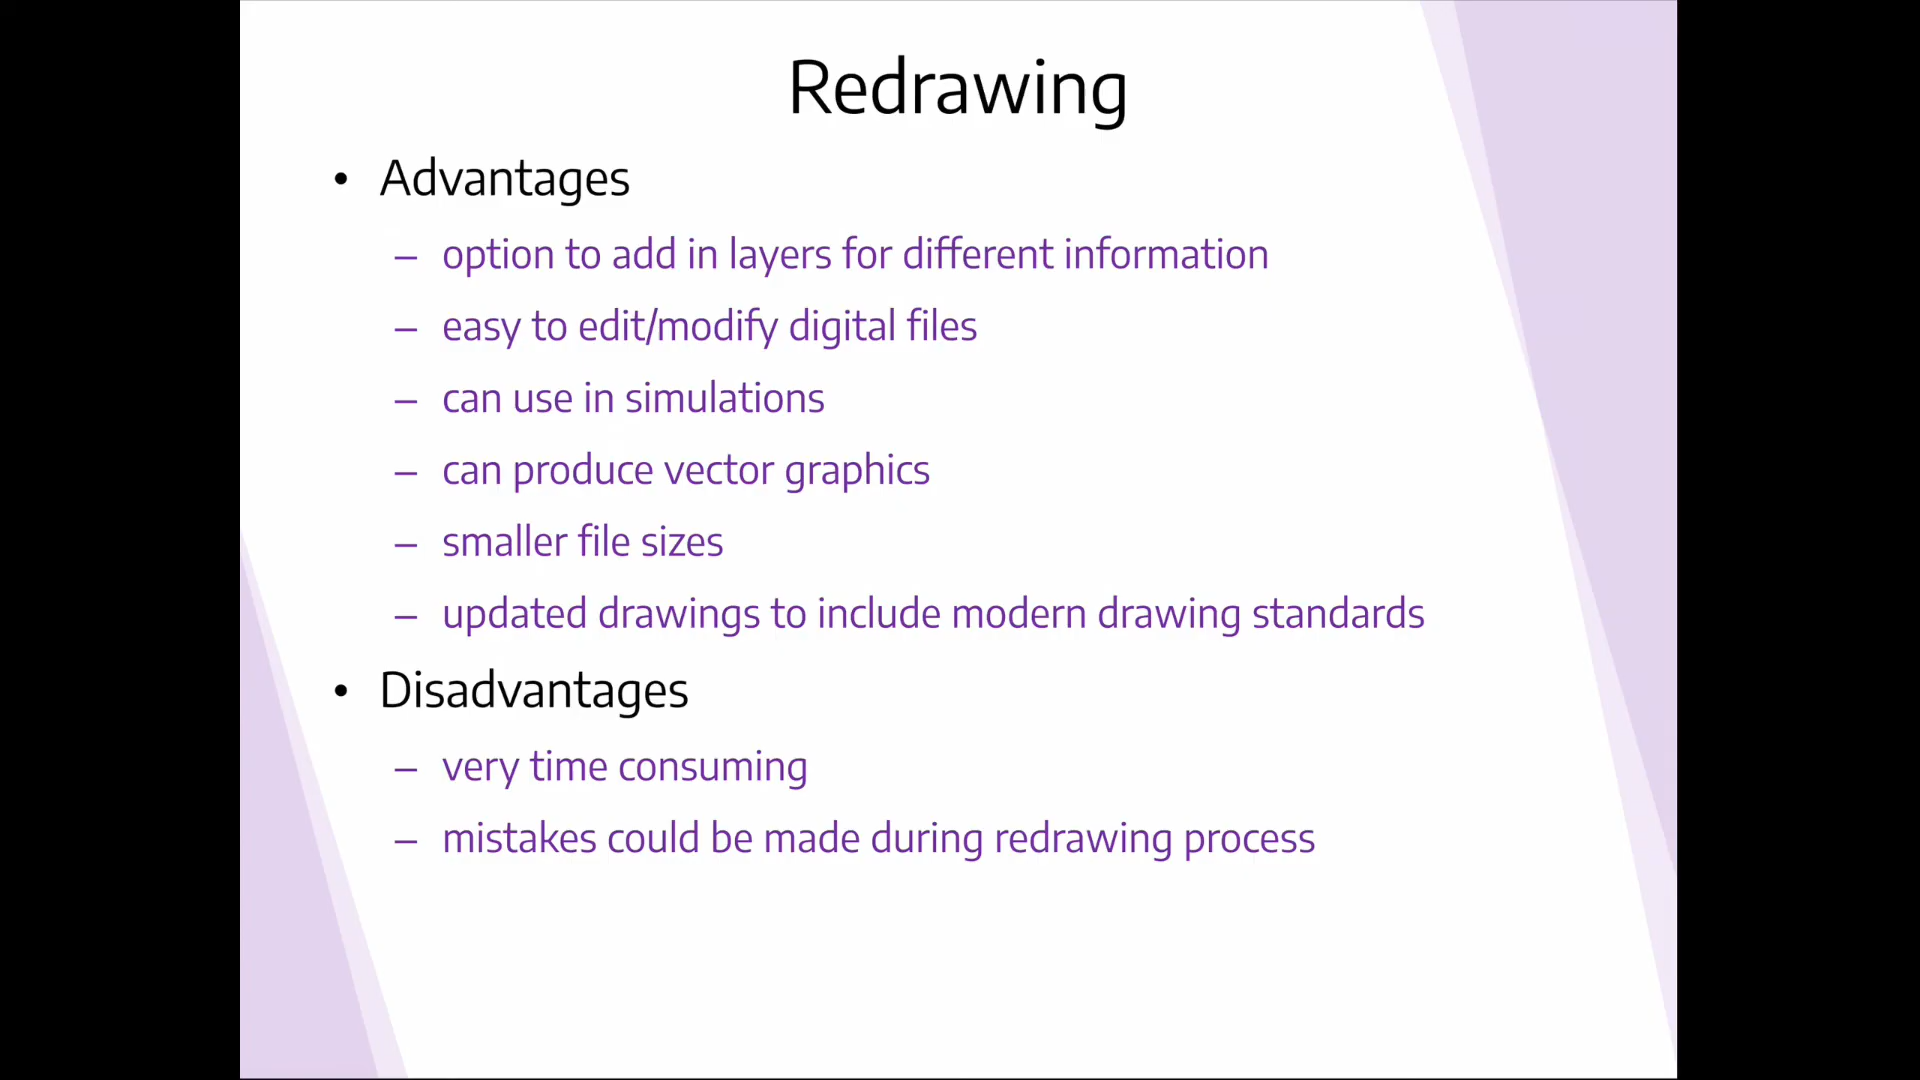 Redrawing
• Advantages
– option to add in layers for different information
– easy to edit/modify digital files
– can use in simulations
– can produce vector graphics
– smaller file sizes
– updated drawings to include modern drawing standards
• Disadvantages
– very time consuming
– mistakes could be made during redrawing process